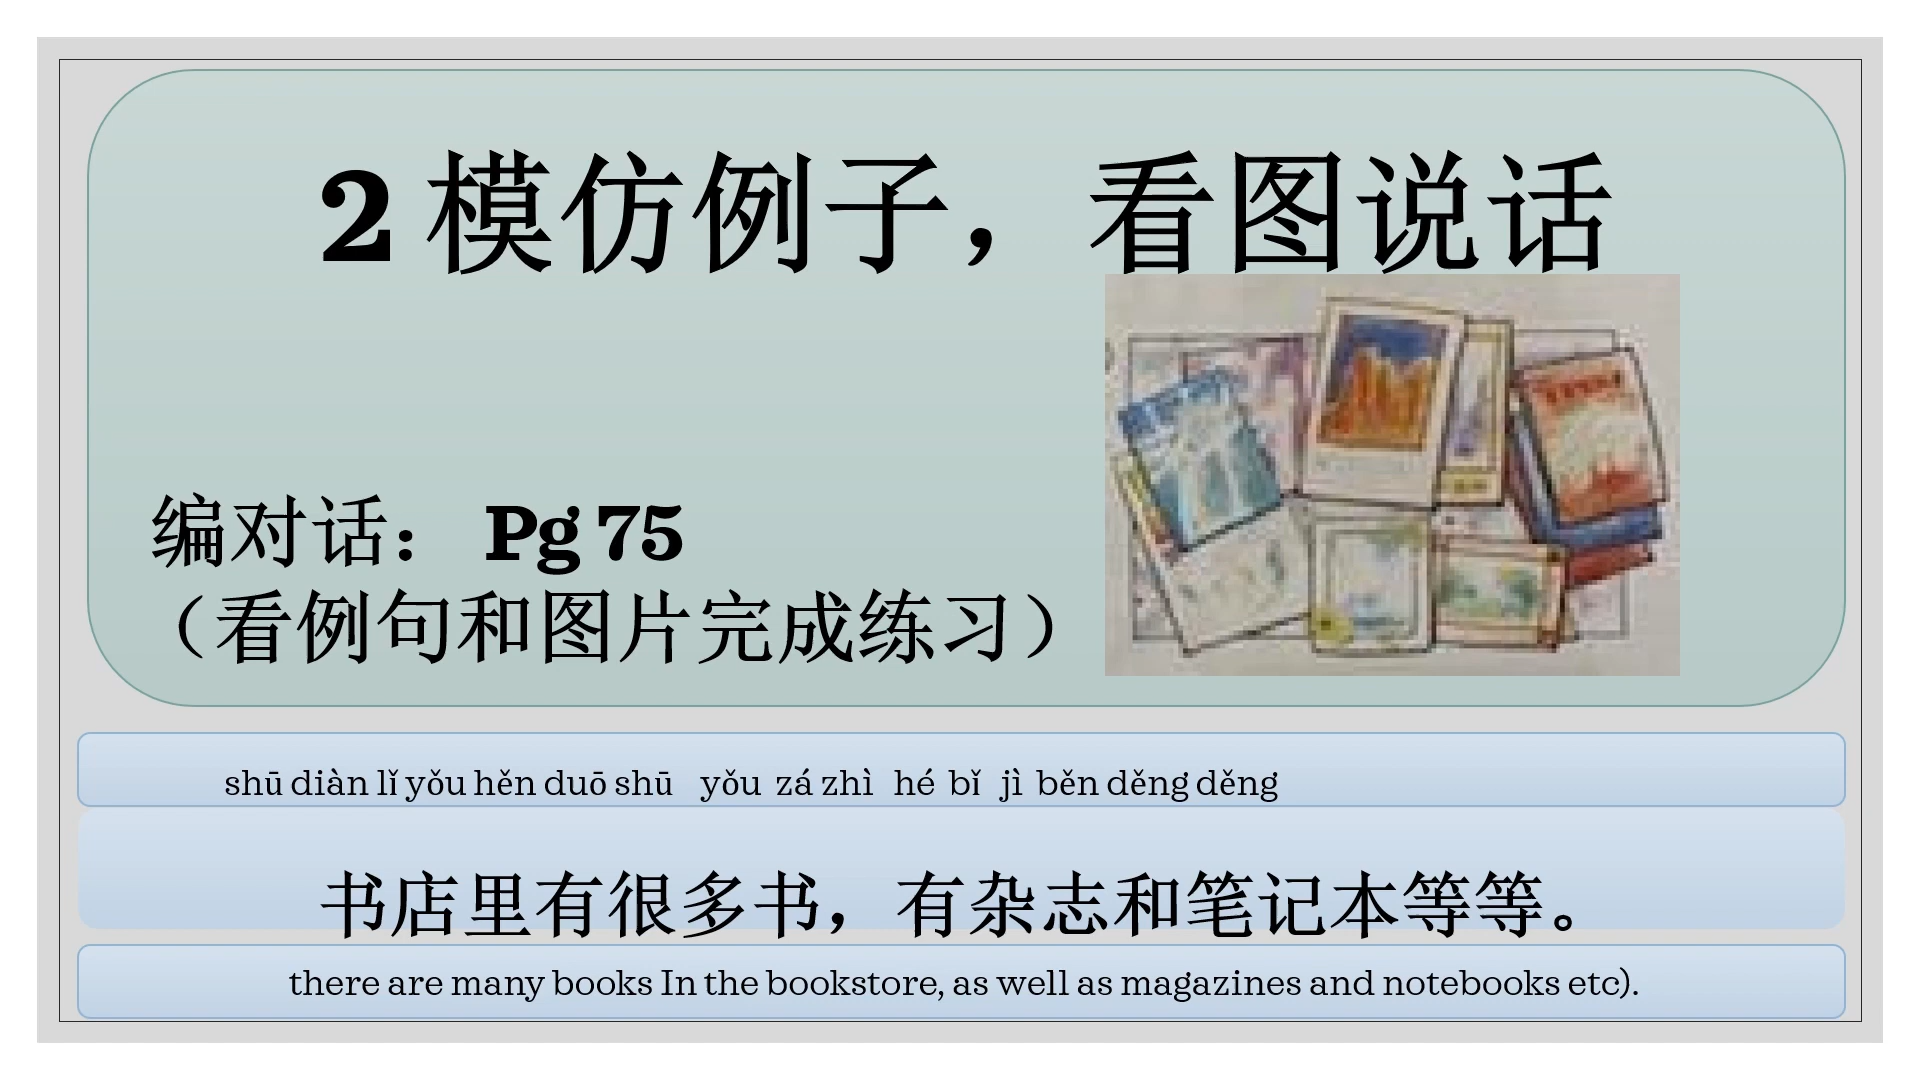 2 模仿例子，看图说话
编对话： Pg 75
（看例句和图片完成练习）
shū diàn lǐ yǒu hěn duō shū yǒu zá zhì hé bǐ jì běn děng děng
书店里有很多书，有杂志和笔记本等等。
there are many books In the bookstore, as well as magazines and notebooks etc).